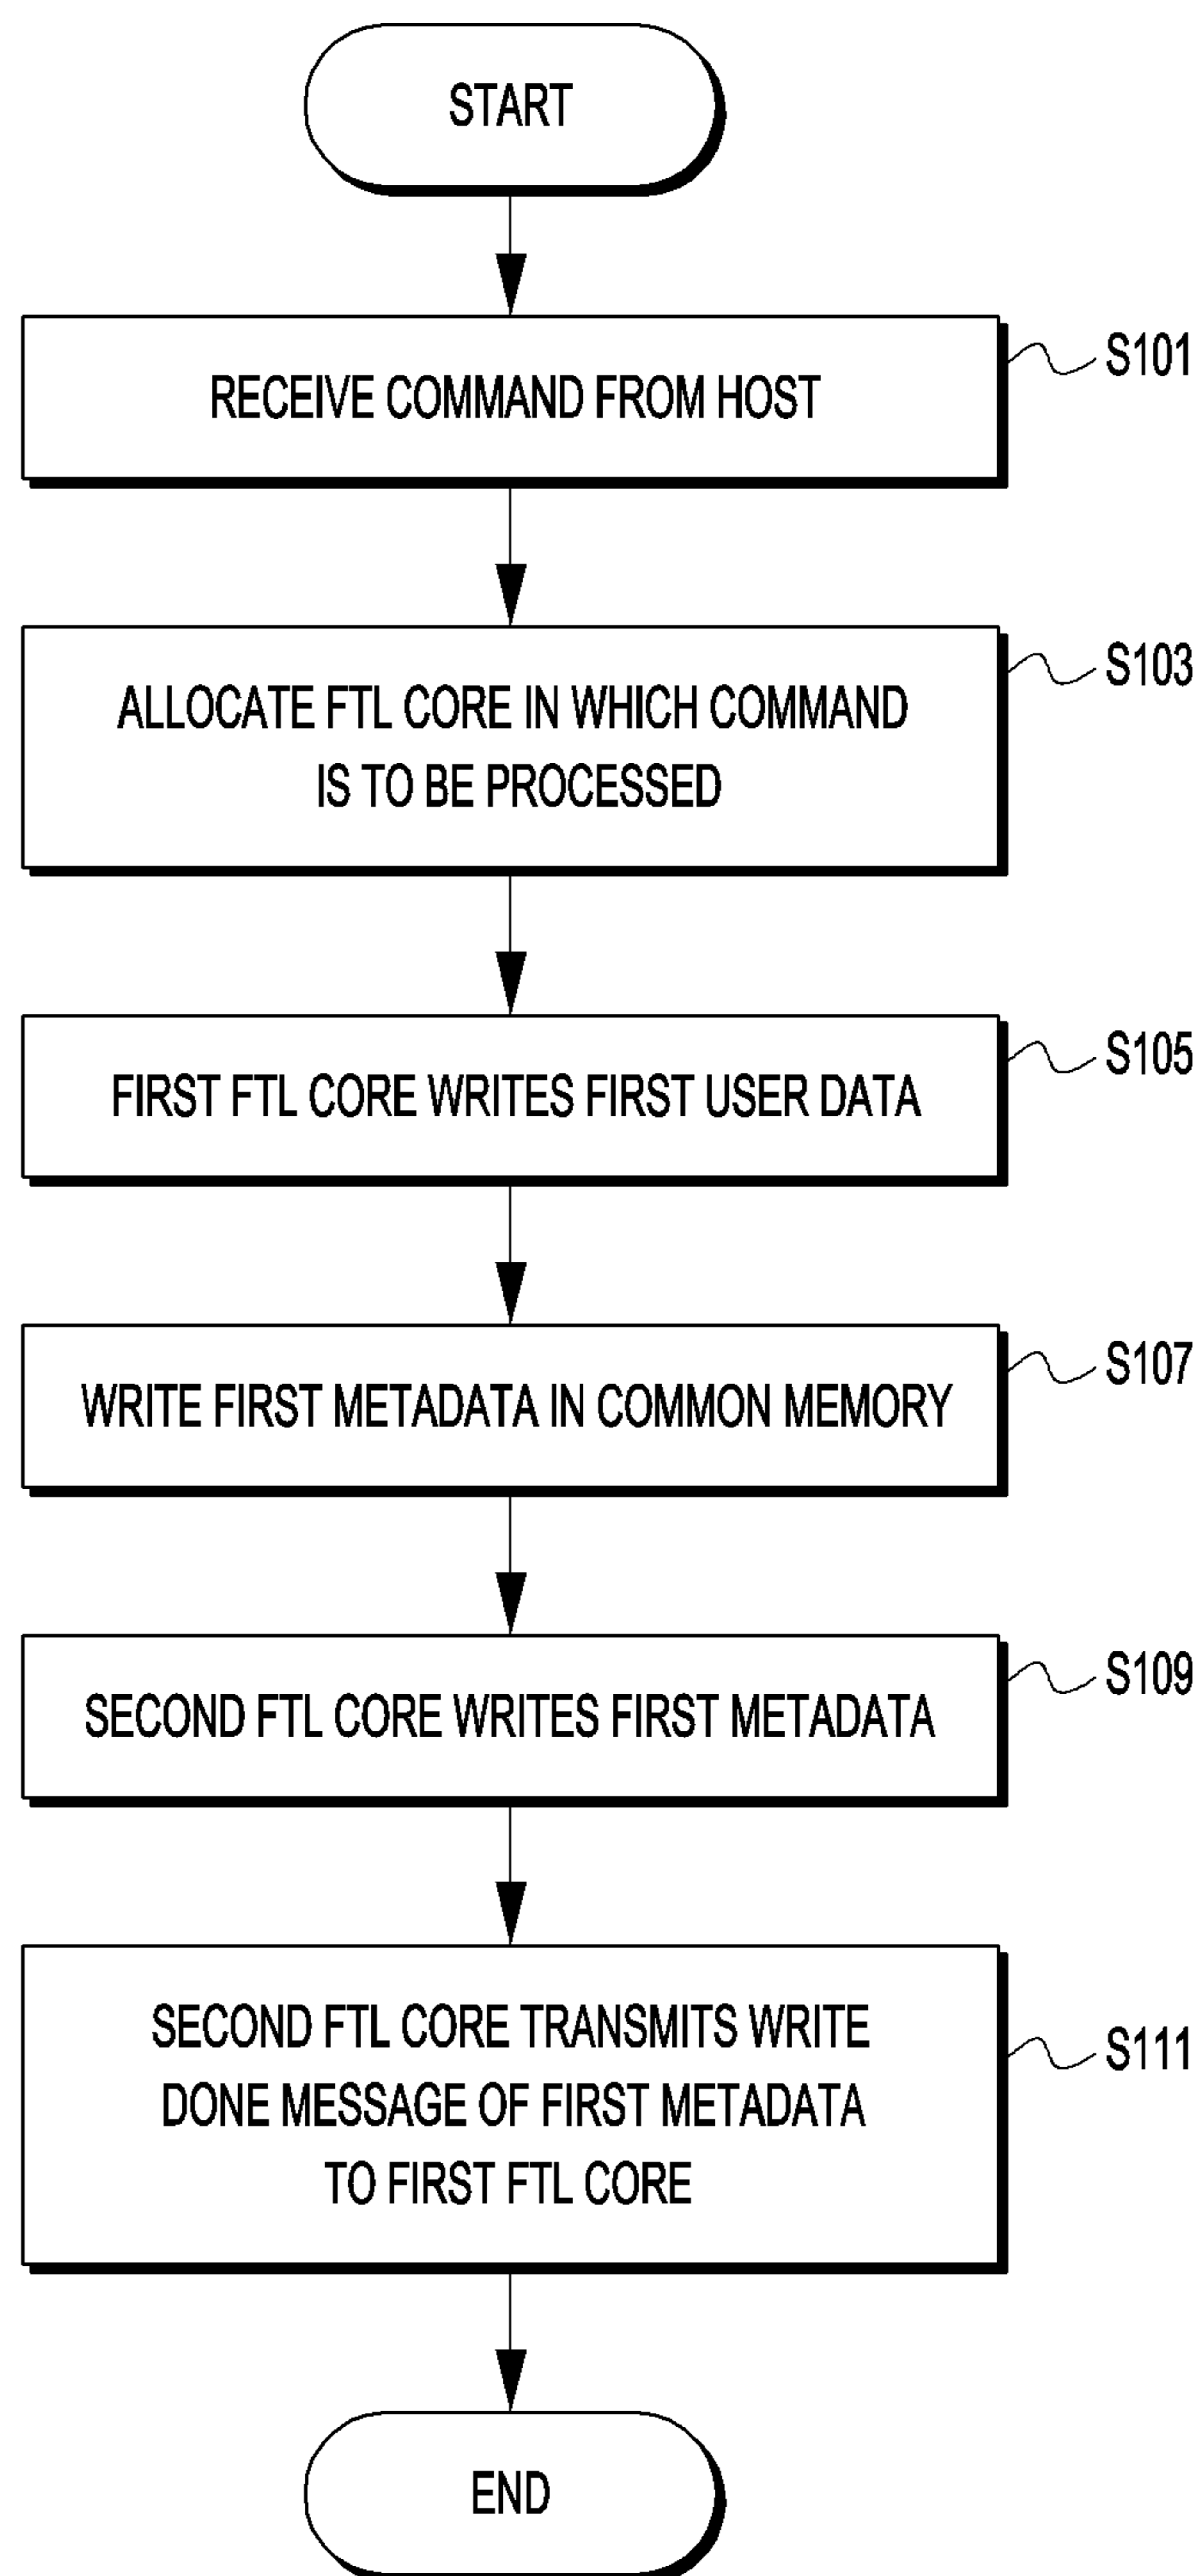 START
RECEIVE COMMAND FROM HOST
S101
ALLOCATE FTL CORE IN WHICH COMMAND
IS TO BE PROCESSED
S103
FIRST FTL CORE WRITES FIRST USER DATA
S105
WRITE FIRST METADATA IN COMMON MEMORY
S107
SECOND FTL CORE WRITES FIRST METADATA
S109
SECOND FTL CORE TRANSMITS WRITE
DONE MESSAGE OF FIRST METADATA
TO FIRST FTL CORE
S111
END